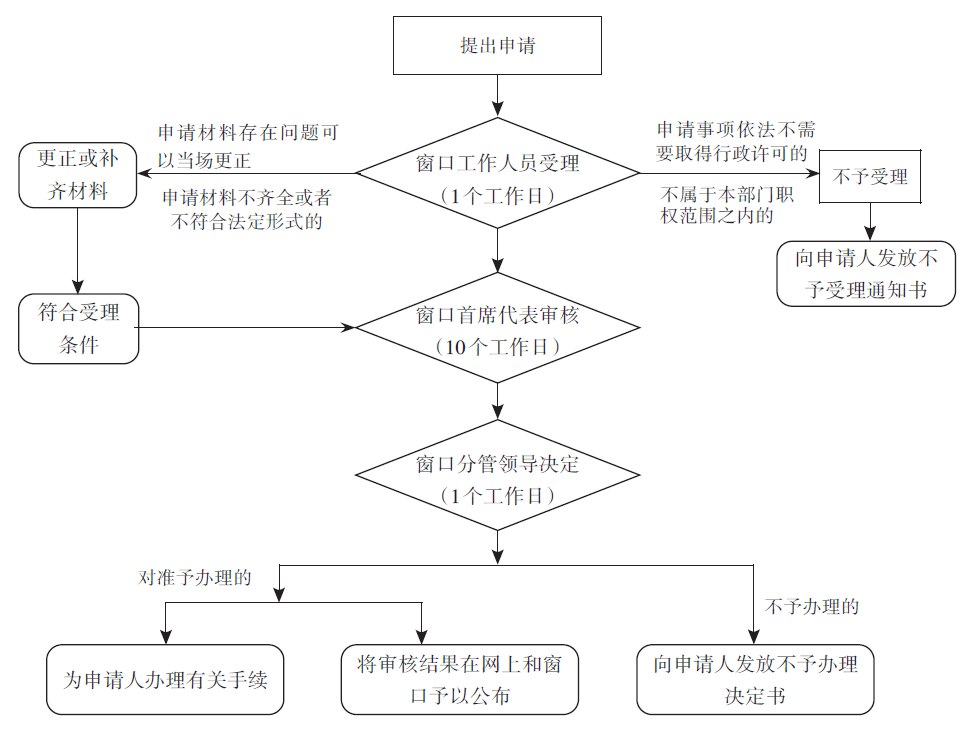 提出申请
申请材料存在问题可
以当场更正
申请事项依法不需
要取得行政许可的
更正或补
齐材料
窗口工作人员受理
（1个工作日）
不予受理
申请材料不齐全或者
不符合法定形式的
不属于本部门职
权范围之内的
向申请人发放不
予受理通知书
符合受理
条件
窗口首席代表审核
（10个工作日）
窗口分管领导决定
（1个工作日）
对准予办理的
不予办理的
为申请人办理有关手续
将审核结果在网上和窗
口予以公布
向申请人发放不予办理
决定书